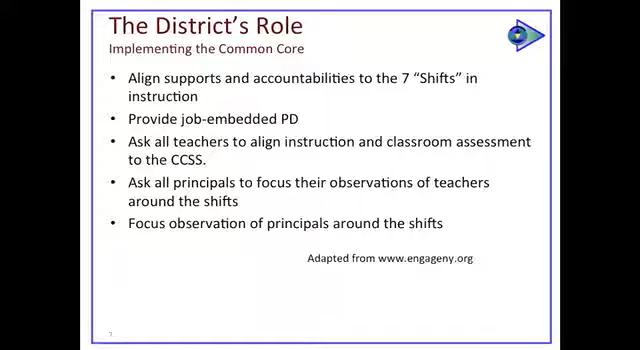 The District's Role
Implementing the Common Core
• Align supports and accountabilities to the 7 “Shifts” in
instruction
• Provide job-embedded PD
• Ask all teachers to align instruction and classroom assessment
to the CCSS.
• Ask all principals to focus their observations of teachers
around the shifts
• Focus observation of principals around the shifts
Adapted from www.engageny.org